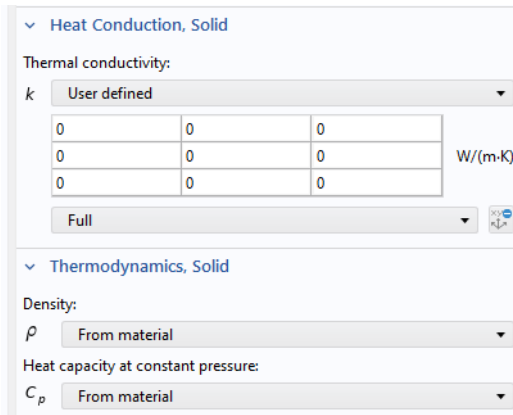 Heat Conduction, Solid
Thermal conductivity:
k User defined
0 0 0
0 0 0 W/(m·K)
0 0 0
Full
Thermodynamics, Solid
Density:
ρ From material
Heat capacity at constant pressure:
Cp From material